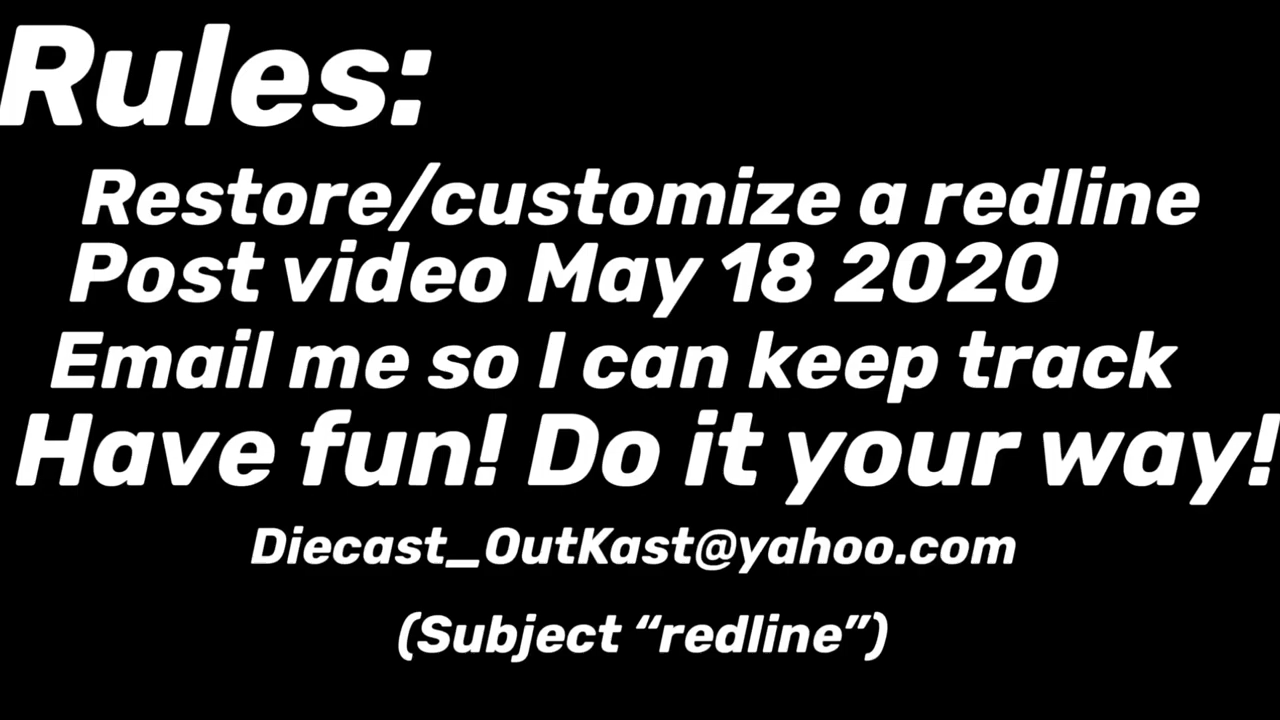 Rules:
Restore/customize a redline
Post video May 18 2020
Email me so I can keep track
Have fun! Do it your way!
Diecast_OutKast@yahoo.com
(Subject “redline”)